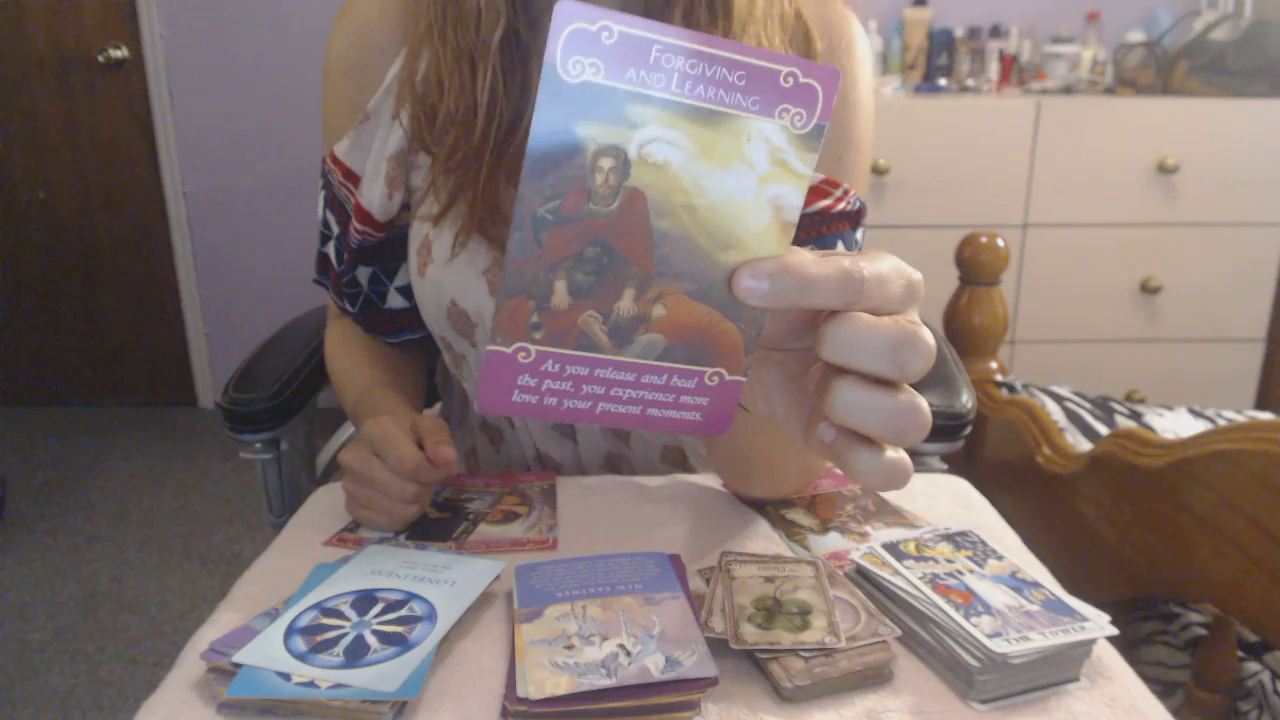 FORGIVING
AND LEARNING
As you release and heal
the past, you experience more
love in your present moments.
LONELINESS
NEW PARTNER
THE TOWER